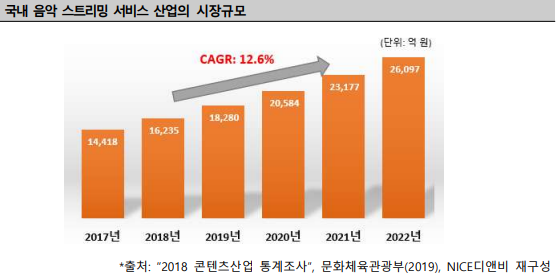 국내 음악 스트리밍 서비스 산업의 시장규모
(단위: 억 원)
CAGR: 12.6%
14,418
16,235
18,280
20,584
23,177
26,097
2017년 2018년 2019년 2020년 2021년 2022년
*출처: “2018 콘텐츠산업 통계조사”, 문화체육관광부(2019), NICE디앤비 재구성